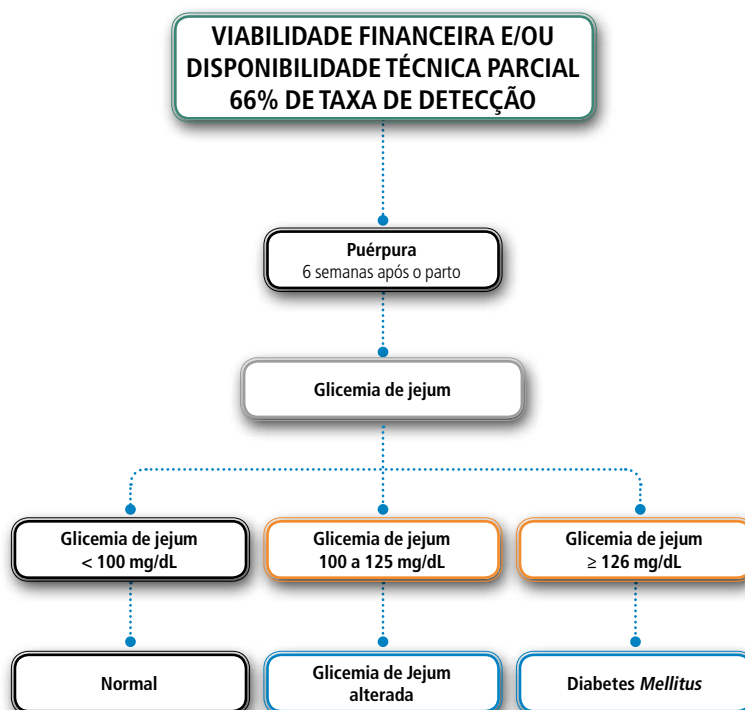 VIABILIDADE FINANCEIRA E/OU
DISPONIBILIDADE TÉCNICA PARCIAL
66% DE TAXA DE DETECÇÃO
Puérpura
6 semanas após o parto
Glicemia de jejum
Glicemia de jejum
< 100 mg/dL
Glicemia de jejum
100 a 125 mg/dL
Glicemia de jejum
≥ 126 mg/dL
Normal
Glicemia de Jejum
alterada
Diabetes Mellitus